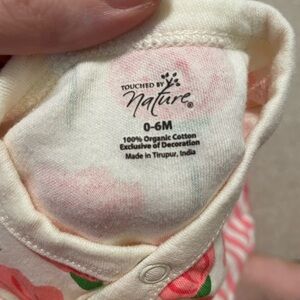 TOUCHED BY
Nature®
0-6M
100% Organic Cotton
Exclusive of Decoration
Made in Tirupur, India